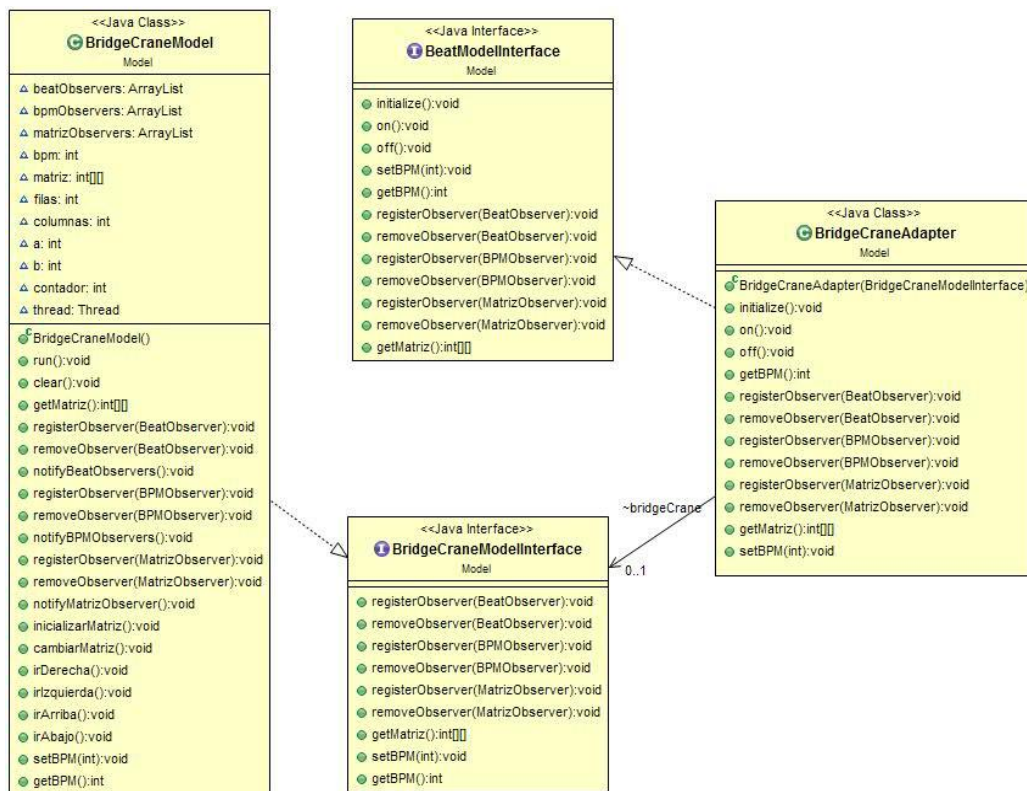 <<Java Class>>
BridgeCraneModel
Model
beatObservers: ArrayList
bpmObservers: ArrayList
matrizObservers: ArrayList
bpm: int
matriz: int[][]
filas: int
columnas: int
a: int
b: int
contador: int
thread: Thread
BridgeCraneModel()
run():void
clear():void
getMatriz():int[][]
registerObserver(BeatObserver):void
removeObserver(BeatObserver):void
notifyBeatObservers():void
registerObserver(BPMObserver):void
removeObserver(BPMObserver):void
notifyBPMObservers():void
registerObserver(MatrizObserver):void
removeObserver(MatrizObserver):void
notifyMatrizObserver():void
inicializarMatriz():void
cambiarMatriz():void
irDerecha():void
irIzquierda():void
irArriba():void
irAbajo():void
setBPM(int):void
getBPM():int
<<Java Interface>>
BeatModelInterface
Model
initialize():void
on():void
off():void
setBPM(int):void
getBPM():int
registerObserver(BeatObserver):void
removeObserver(BeatObserver):void
registerObserver(BPMObserver):void
removeObserver(BPMObserver):void
registerObserver(MatrizObserver):void
removeObserver(MatrizObserver):void
getMatriz():int[][]
<<Java Class>>
BridgeCraneAdapter
Model
BridgeCraneAdapter(BridgeCraneModelInterface)
initialize():void
on():void
off():void
getBPM():int
registerObserver(BeatObserver):void
removeObserver(BeatObserver):void
registerObserver(BPMObserver):void
removeObserver(BPMObserver):void
registerObserver(MatrizObserver):void
removeObserver(MatrizObserver):void
getMatriz():int[][]
setBPM(int):void
~bridgeCrane
0..1
<<Java Interface>>
BridgeCraneModelInterface
Model
registerObserver(BeatObserver):void
removeObserver(BeatObserver):void
registerObserver(BPMObserver):void
removeObserver(BPMObserver):void
registerObserver(MatrizObserver):void
removeObserver(MatrizObserver):void
getMatriz():int[][]
setBPM(int):void
getBPM():int